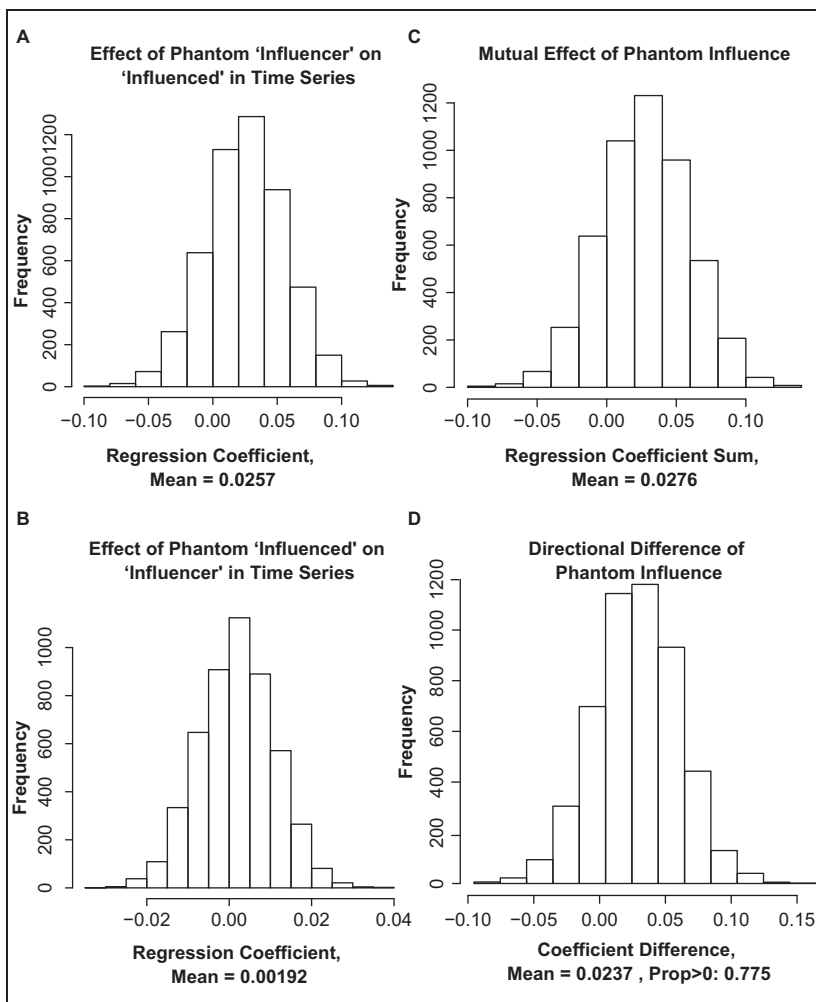 A
Effect of Phantom ‘Influencer’ on
‘Influenced' in Time Series
Frequency
0 200 400 600 800 1000 1200
−0.10 −0.05 0.00 0.05 0.10
Regression Coefficient,
Mean = 0.0257
C
Mutual Effect of Phantom Influence
Frequency
0 200 400 600 800 1000 1200
−0.10 −0.05 0.00 0.05 0.10
Regression Coefficient Sum,
Mean = 0.0276
B
Effect of Phantom ‘Influenced' on
‘Influencer' in Time Series
Frequency
0 200 400 600 800 1000
−0.02 0.00 0.02 0.04
Regression Coefficient,
Mean = 0.00192
D
Directional Difference of
Phantom Influence
Frequency
0 200 400 600 800 1000 1200
−0.10 −0.05 0.00 0.05 0.10 0.15
Coefficient Difference,
Mean = 0.0237 , Prop>0: 0.775